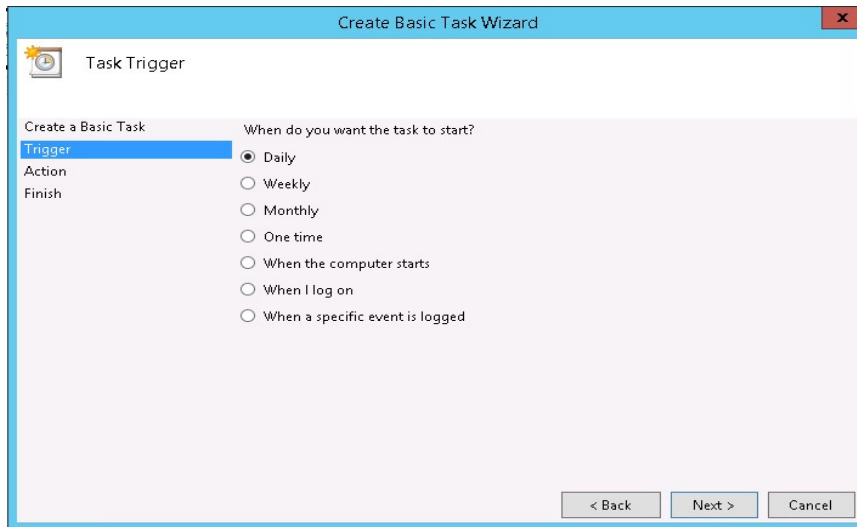 Create Basic Task Wizard
x
Task Trigger
Create a Basic Task
Trigger
Action
Finish
When do you want the task to start?
Daily
Weekly
Monthly
One time
When the computer starts
When I log on
When a specific event is logged
< Back Next > Cancel